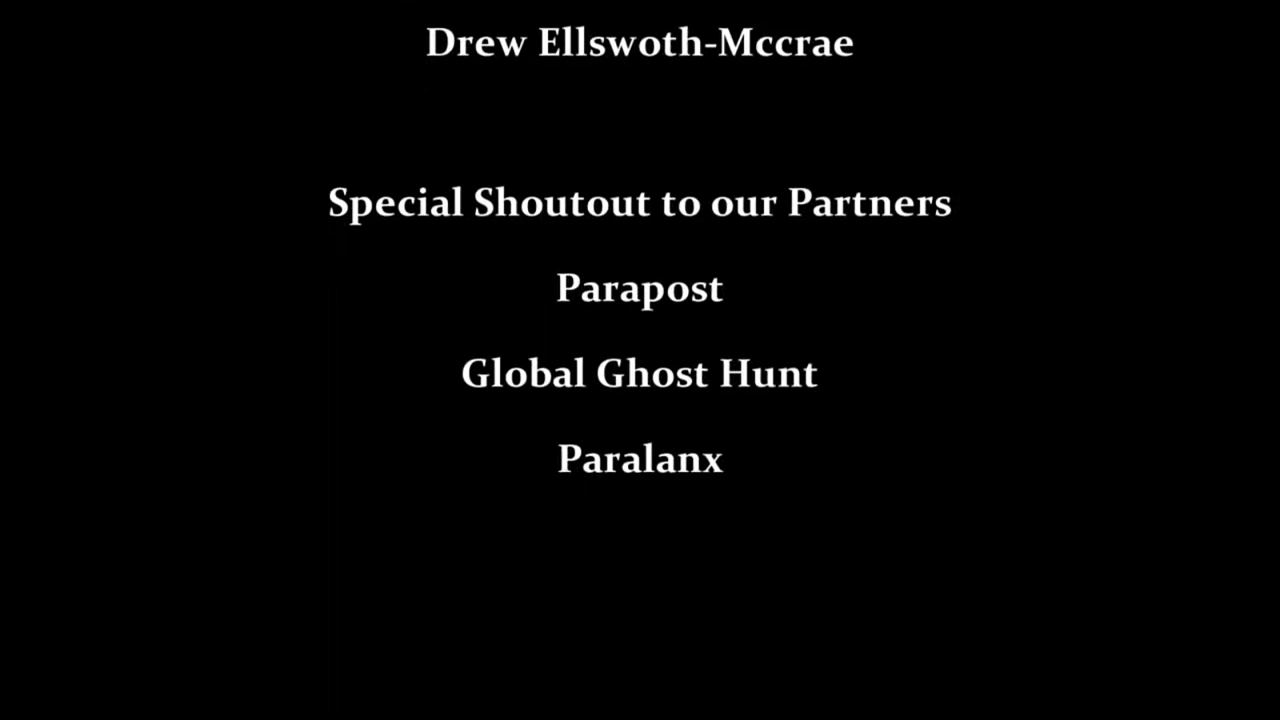 Drew Ellswoth-Mccrae
Special Shoutout to our Partners
Parapost
Global Ghost Hunt
Paralanx